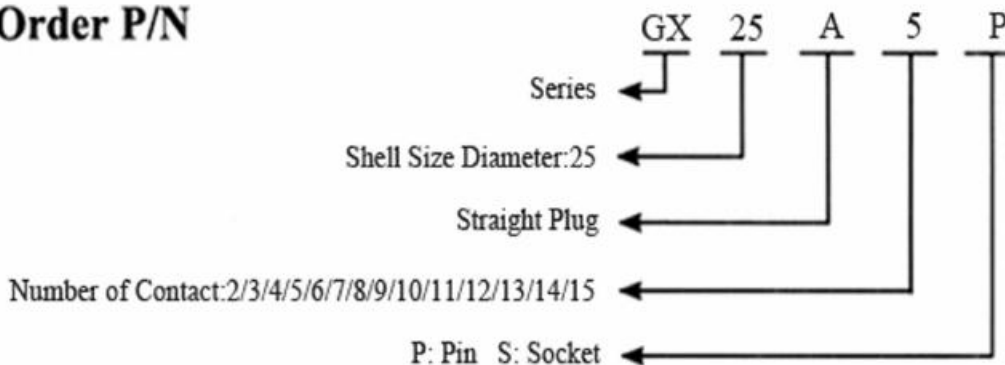 Order P/N
GX 25 A 5 P
Series
Shell Size Diameter:25
Straight Plug
Number of Contact:2/3/4/5/6/7/8/9/10/11/12/13/14/15
P: Pin S: Socket